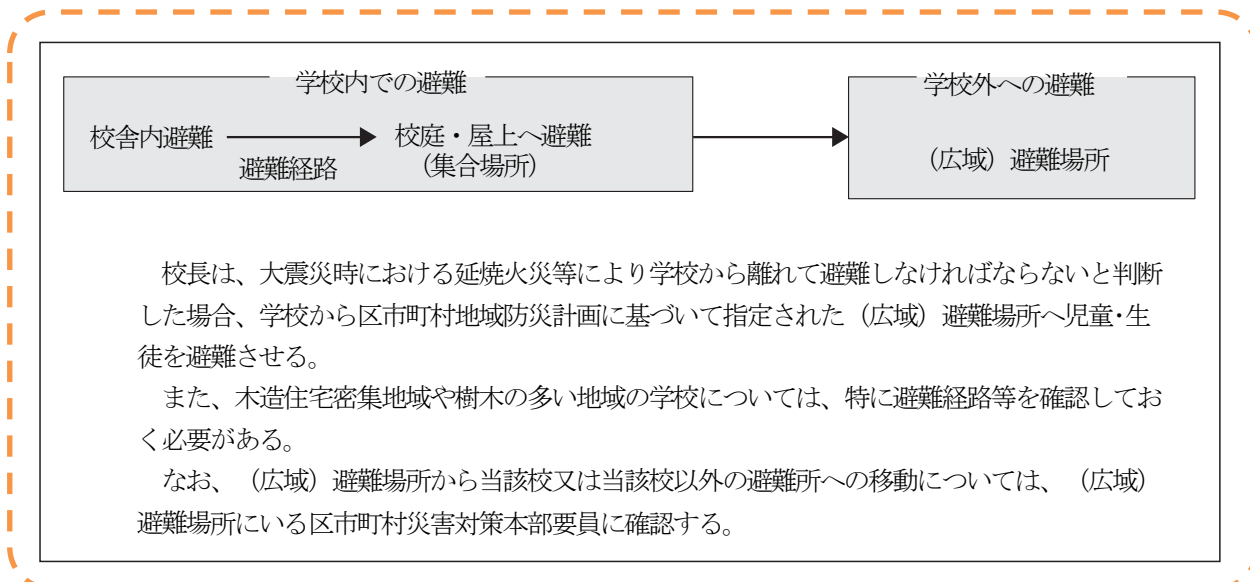 学校内での避難
校舎内避難
避難経路
校庭・屋上へ避難
（集合場所）
学校外への避難
（広域）避難場所
校長は、大震災時における延焼火災等により学校から離れて避難しなければならないと判断
した場合、学校から区市町村地域防災計画に基づいて指定された（広域）避難場所へ児童・生
徒を避難させる。
また、木造住宅密集地域や樹木の多い地域の学校については、特に避難経路等を確認してお
く必要がある。
なお、（広域）避難場所から当該校又は当該校以外の避難所への移動については、（広域）
避難場所にいる区市町村災害対策本部要員に確認する。